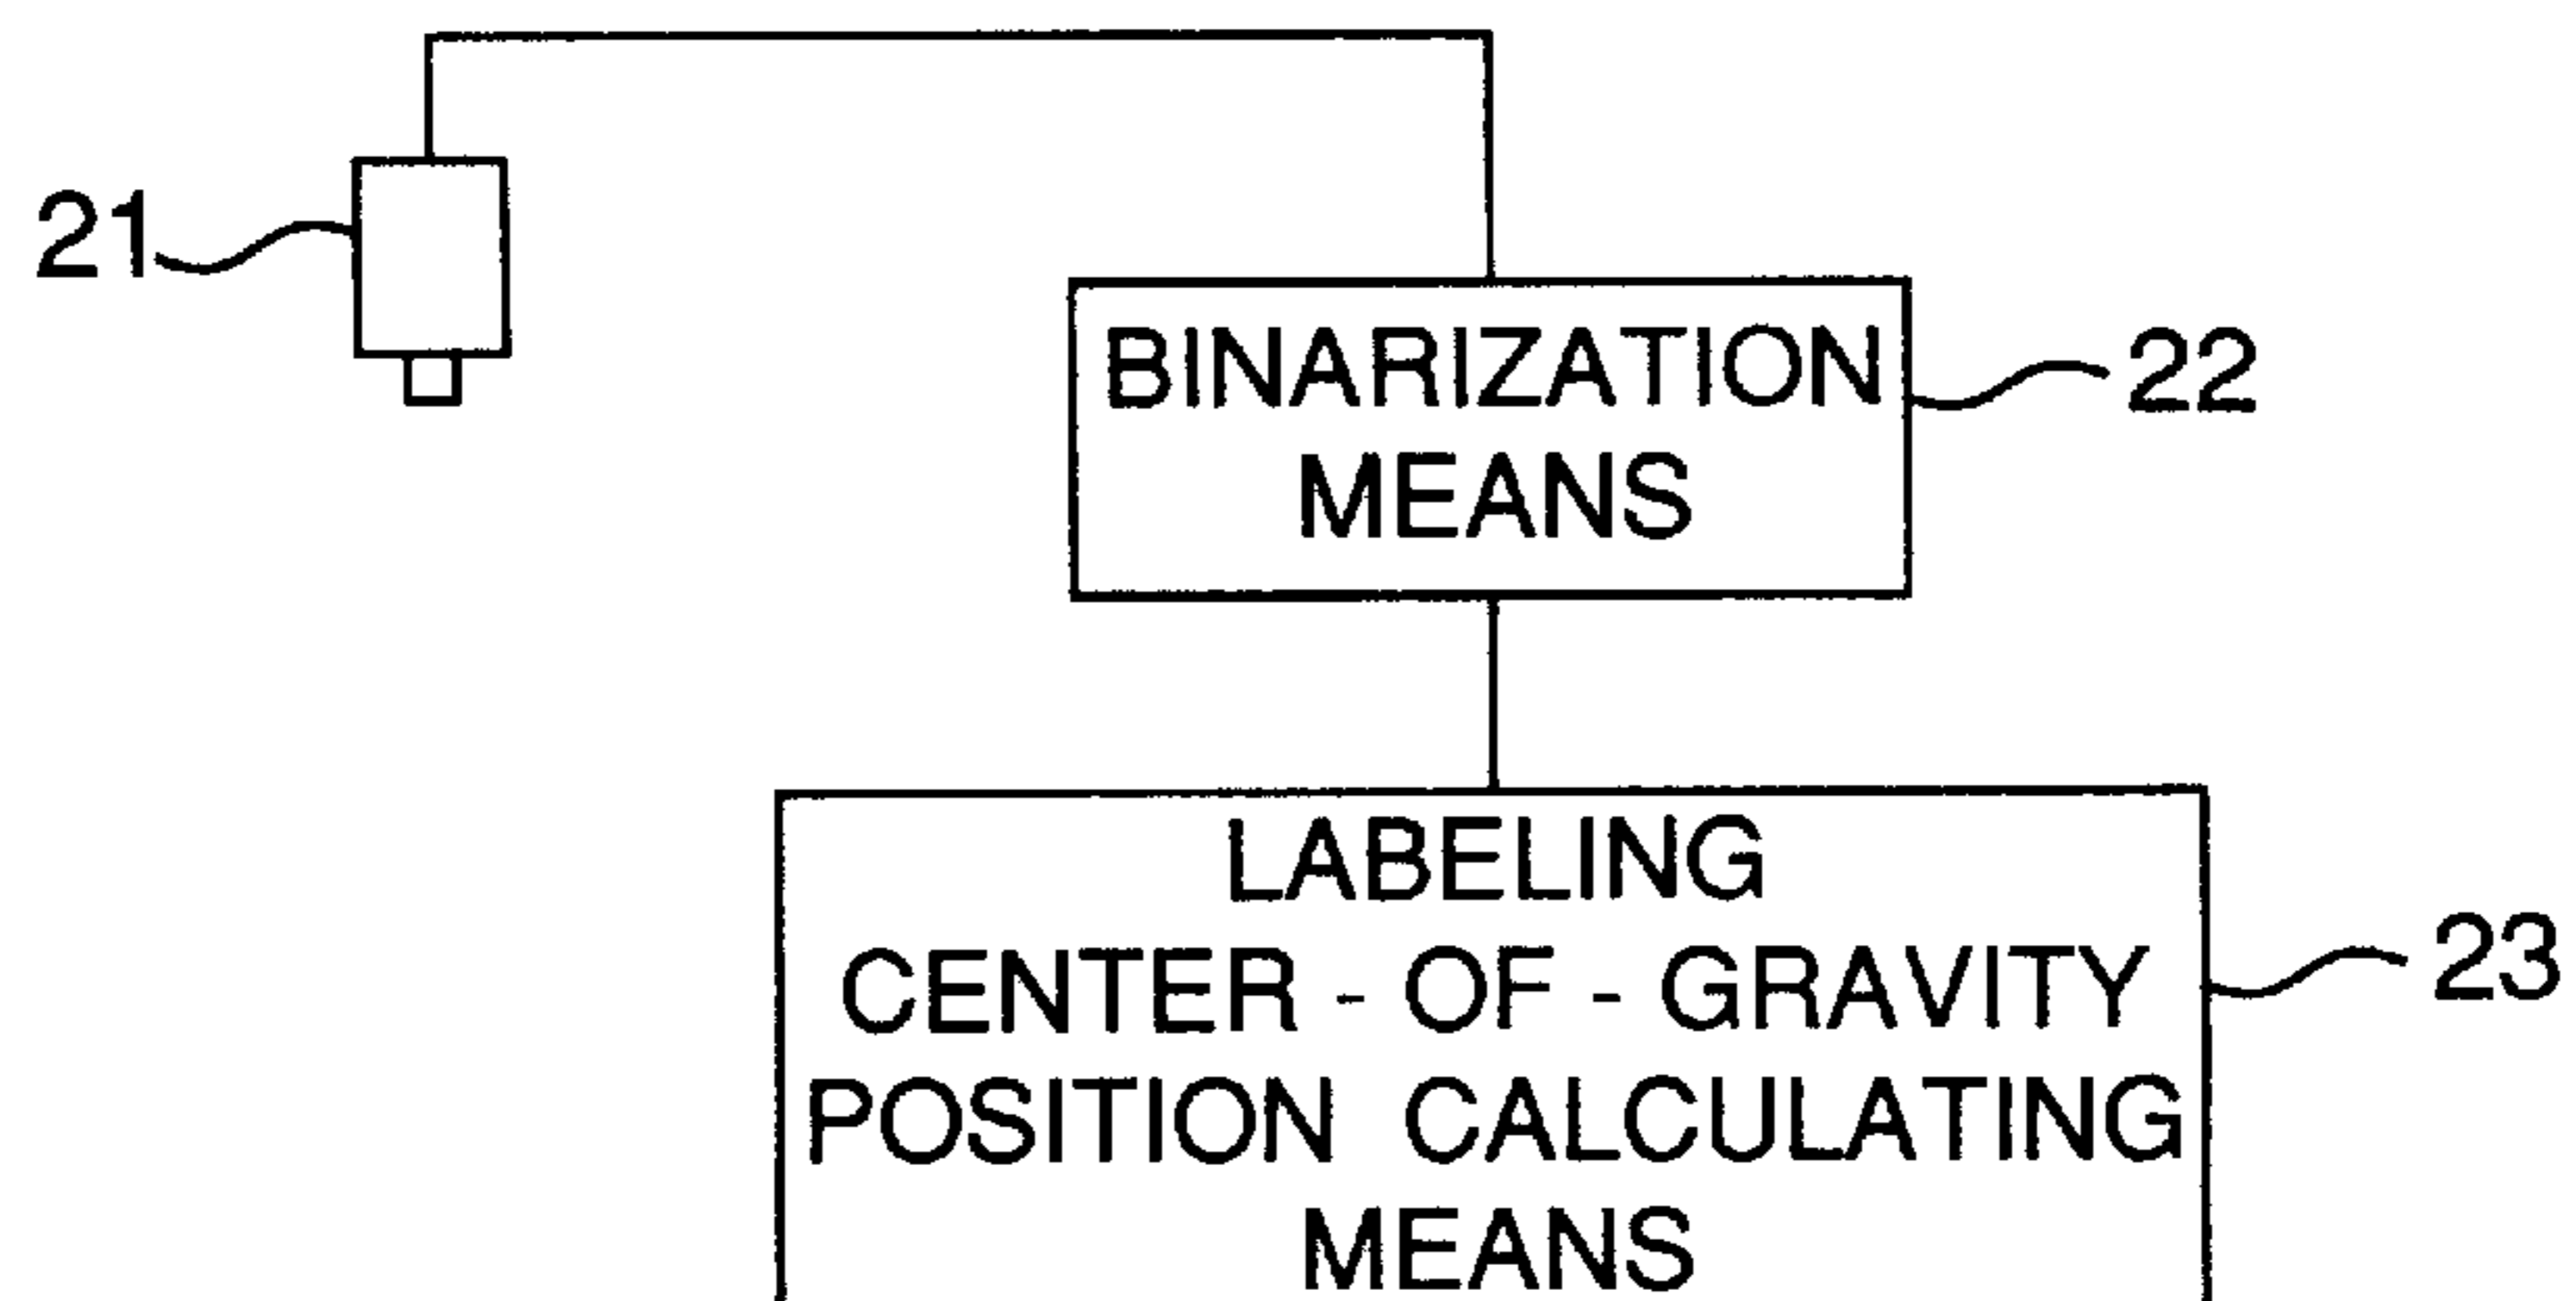 21
BINARIZATION
MEANS
22
LABELING
CENTER - OF - GRAVITY
POSITION CALCULATING
MEANS
23